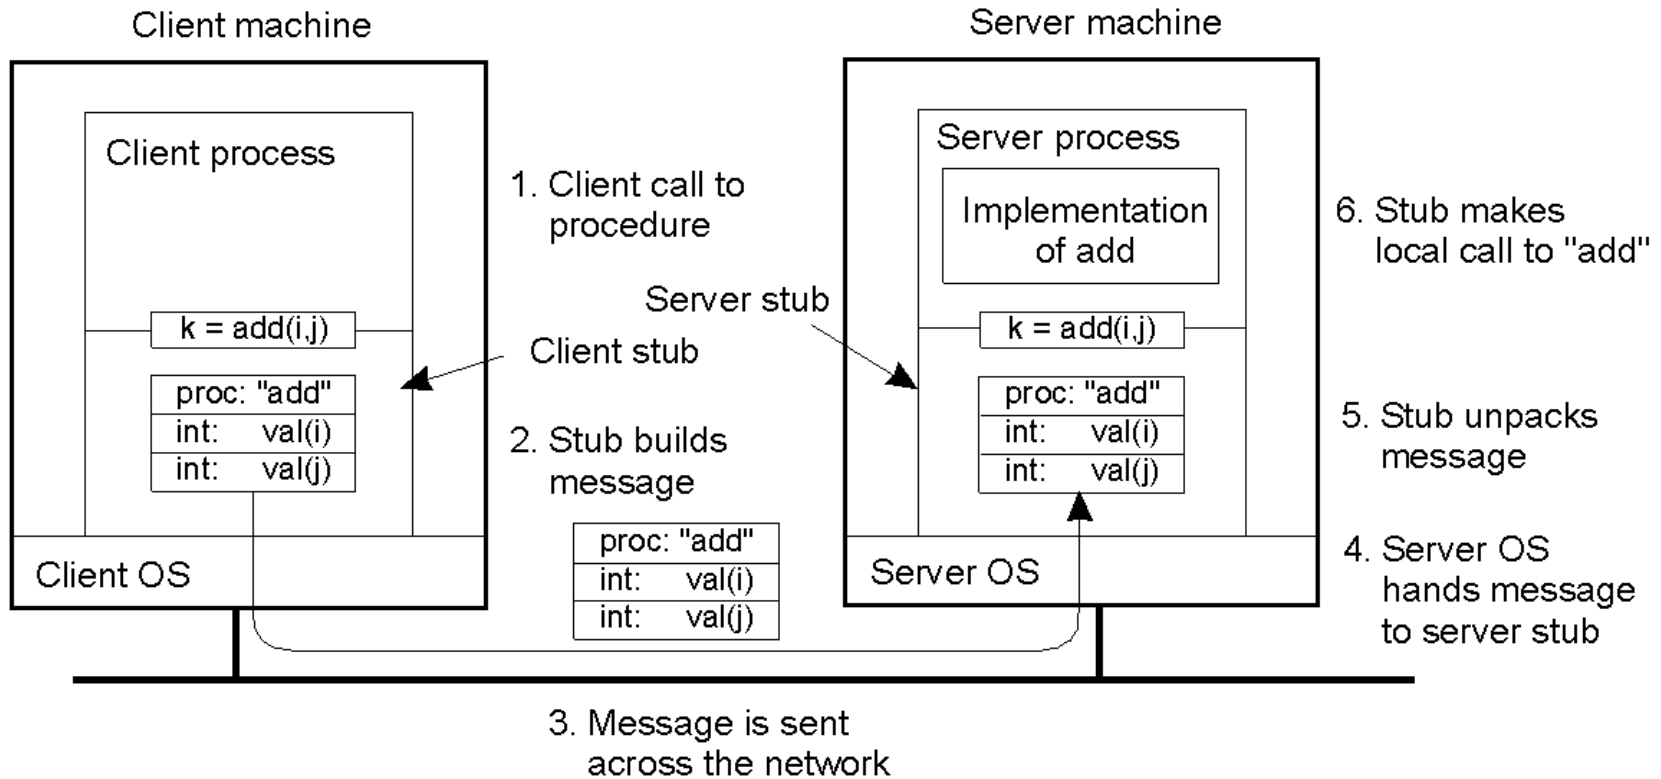 Client machine
Client process
k = add(i,j)
proc: "add"
int: val(i)
int: val(j)
Client OS
1. Client call to
procedure
Client stub
2. Stub builds
message
proc: "add"
int: val(i)
int: val(j)
3. Message is sent
across the network
Server machine
Server process
Implementation
of add
Server stub
k = add(i,j)
proc: "add"
int: val(i)
int: val(j)
Server OS
6. Stub makes
local call to "add"
5. Stub unpacks
message
4. Server OS
hands message
to server stub